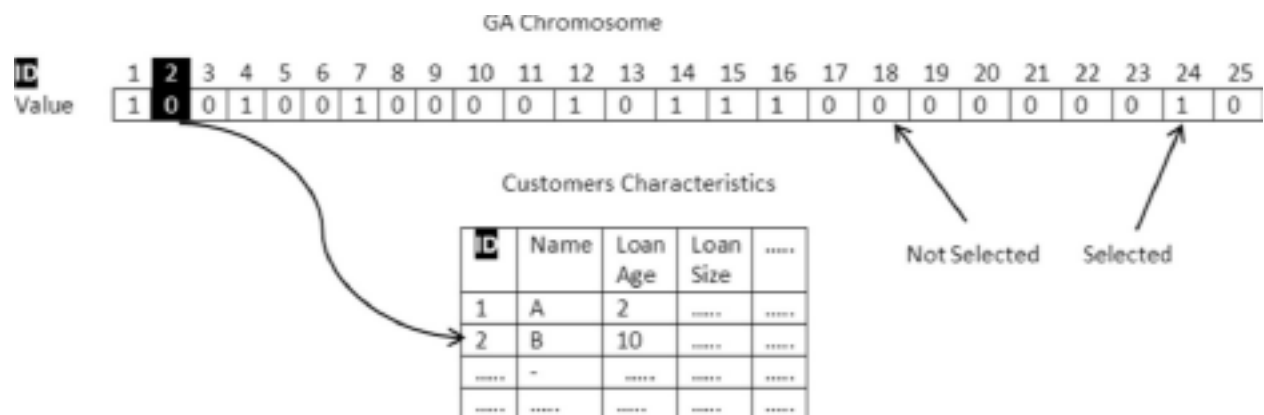 GA Chromosome
ID 1 2 3 4 5 6 7 8 9 10 11 12 13 14 15 16 17 18 19 20 21 22 23 24 25
Value 1 0 0 1 0 0 1 0 0 0 0 1 0 1 1 1 0 0 0 0 0 0 0 1 0
Customers Characteristics
Not Selected Selected
ID Name Loan Age Loan Size .....
1 A 2 ..... .....
2 B 10 ..... .....
..... - ..... ..... .....
..... ..... ..... ..... .....